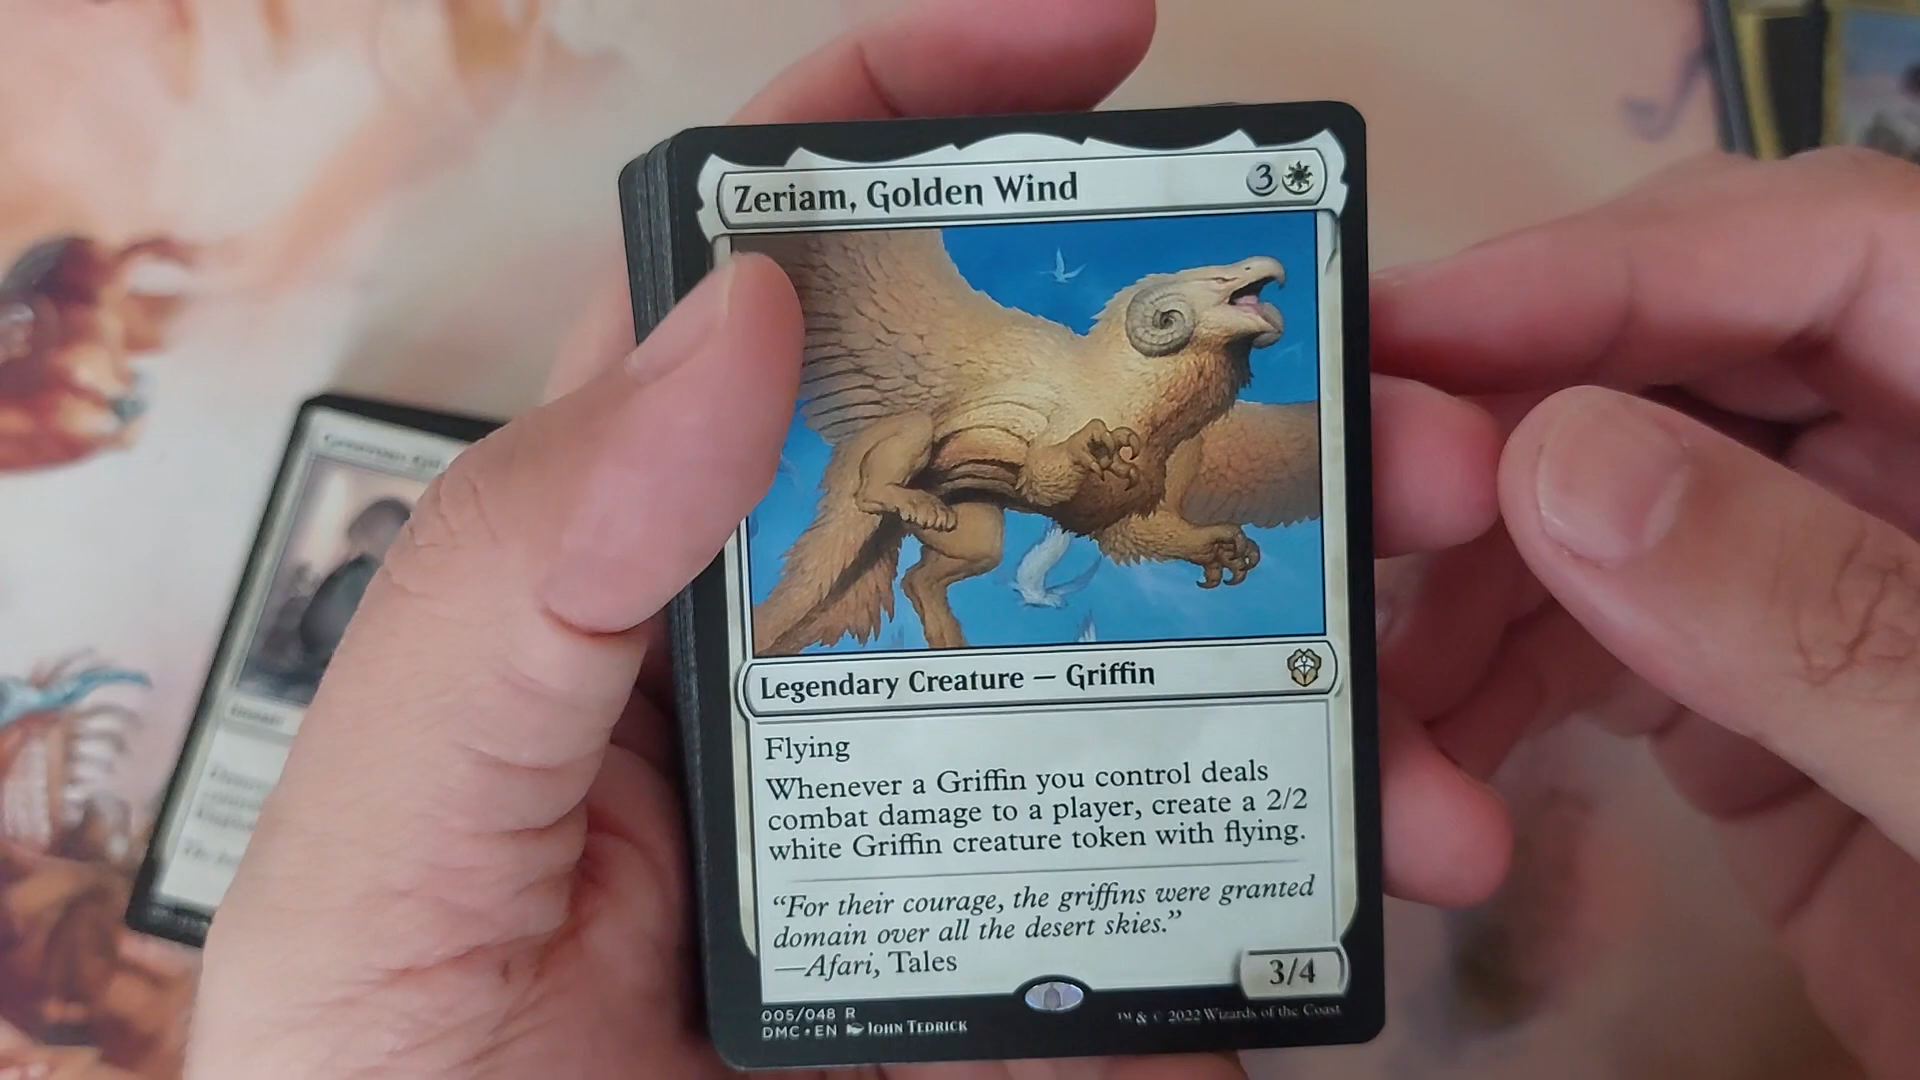 Zeriam, Golden Wind
3
Legendary Creature — Griffin
Flying
Whenever a Griffin you control deals
combat damage to a player, create a 2/2
white Griffin creature token with flying.
“For their courage, the griffins were granted
domain over all the desert skies.”
—Afari, Tales
3/4
005/048 R
DMC • EN John Tedrick
™ & © 2022 Wizards of the Coast